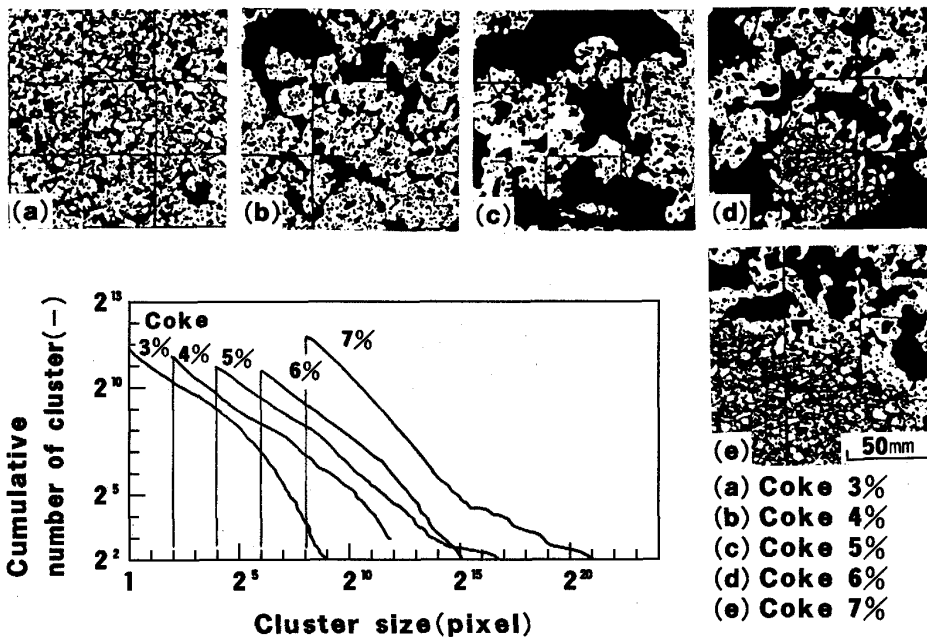 (a)
(b)
(c)
(d)
(e)
50mm
(a) Coke 3%
(b) Coke 4%
(c) Coke 5%
(d) Coke 6%
(e) Coke 7%
Cumulative
number of cluster(-)
2¹³
2¹⁰
2⁵
2²
Coke
3%
4%
5%
6%
7%
1
2⁵
2¹⁰
2¹⁵
2²⁰
Cluster size(pixel)